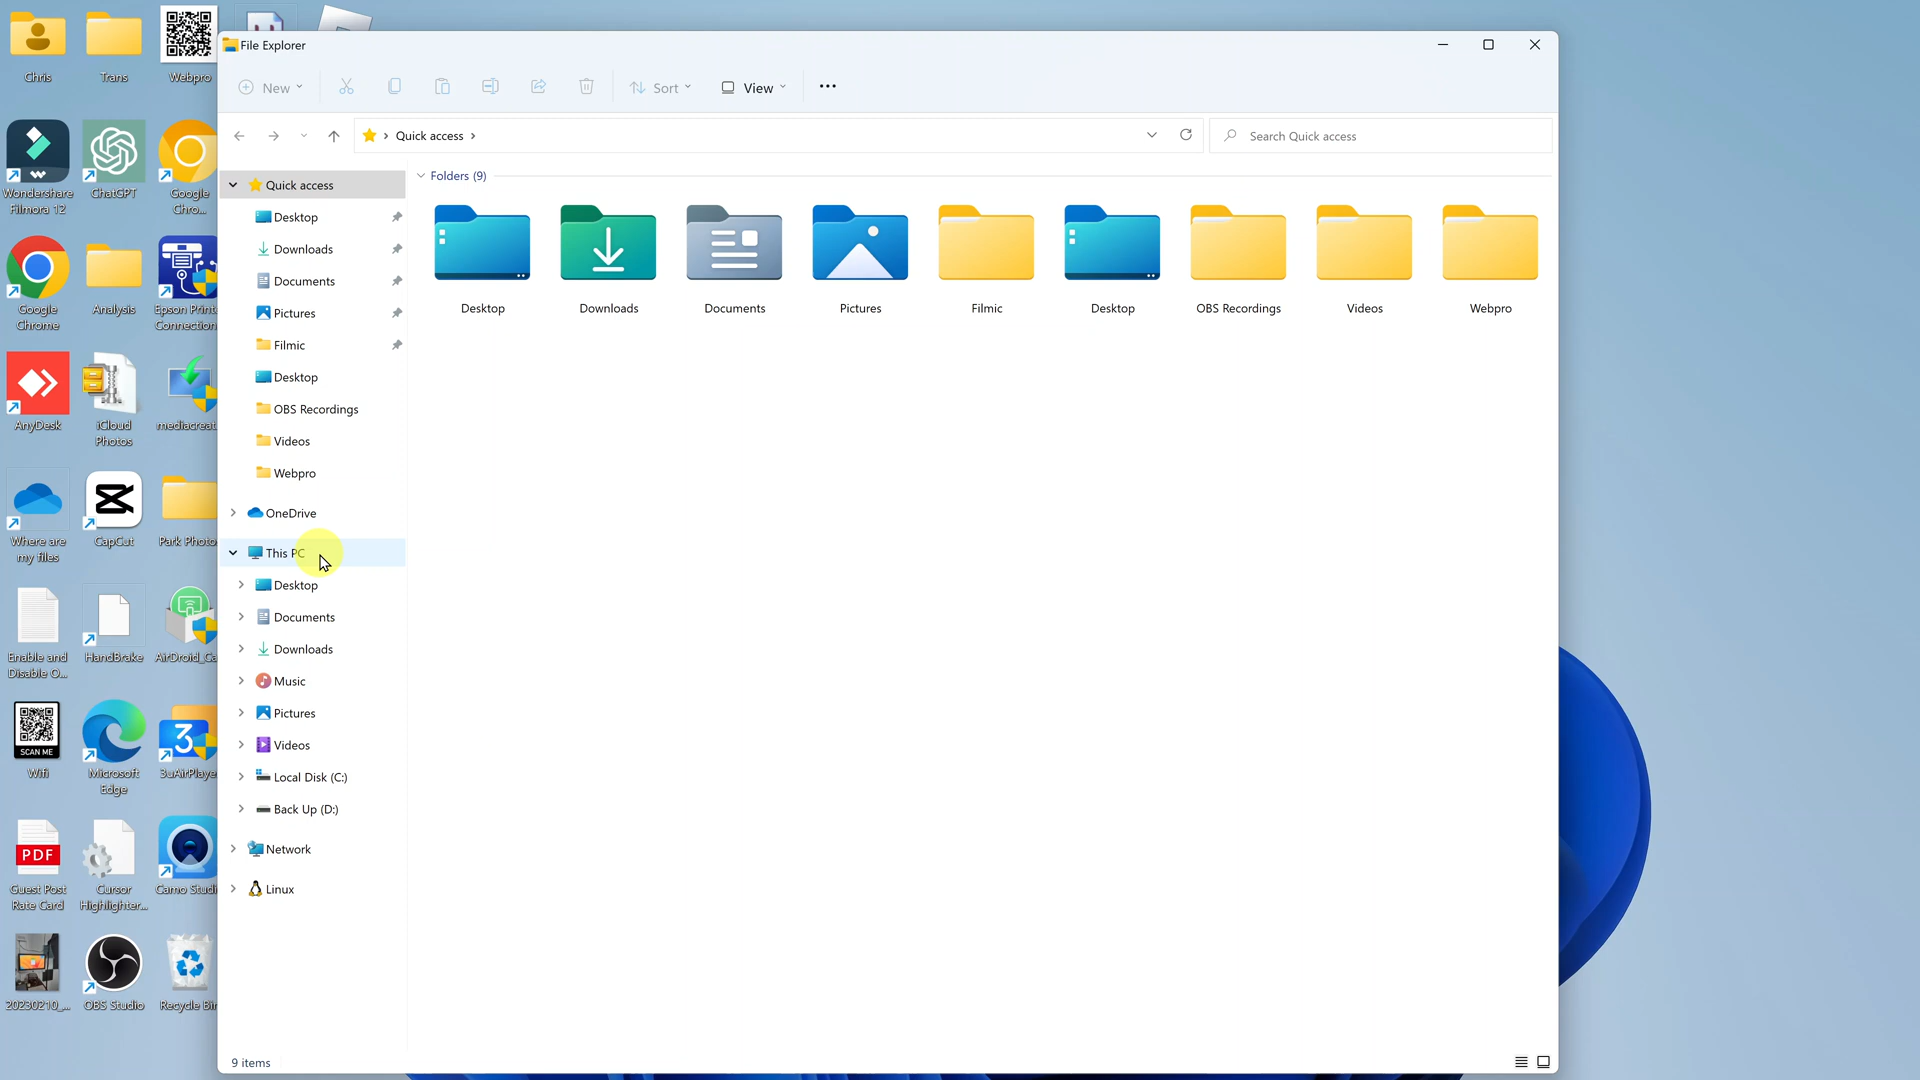 Chris
Trans
Webpro
Wondershare
Filmora 12
ChatGPT
Google
Chro...
Google
Chrome
Analysis
Epson Print
Connection
AnyDesk
iCloud
Photos
mediacreat
Where are
my files
CapCut
Park Photo
Enable and
Disable O...
HandBrake
AirDroid_Ca
SCAN ME
Wifi
Microsoft
Edge
3
3uAirPlaye
PDF
Guest Post
Rate Card
Cursor
Highlighter...
Camo Studi
20230210_...
OBS Studio
Recycle Bin
File Explorer
New
Sort
View
Quick access
Search Quick access
Quick access
Desktop
Downloads
Documents
Pictures
Filmic
Desktop
OBS Recordings
Videos
Webpro
OneDrive
This PC
Desktop
Documents
Downloads
Music
Pictures
Videos
Local Disk (C:)
Back Up (D:)
Network
Linux
Folders (9)
Desktop
Downloads
Documents
Pictures
Filmic
Desktop
OBS Recordings
Videos
Webpro
9 items